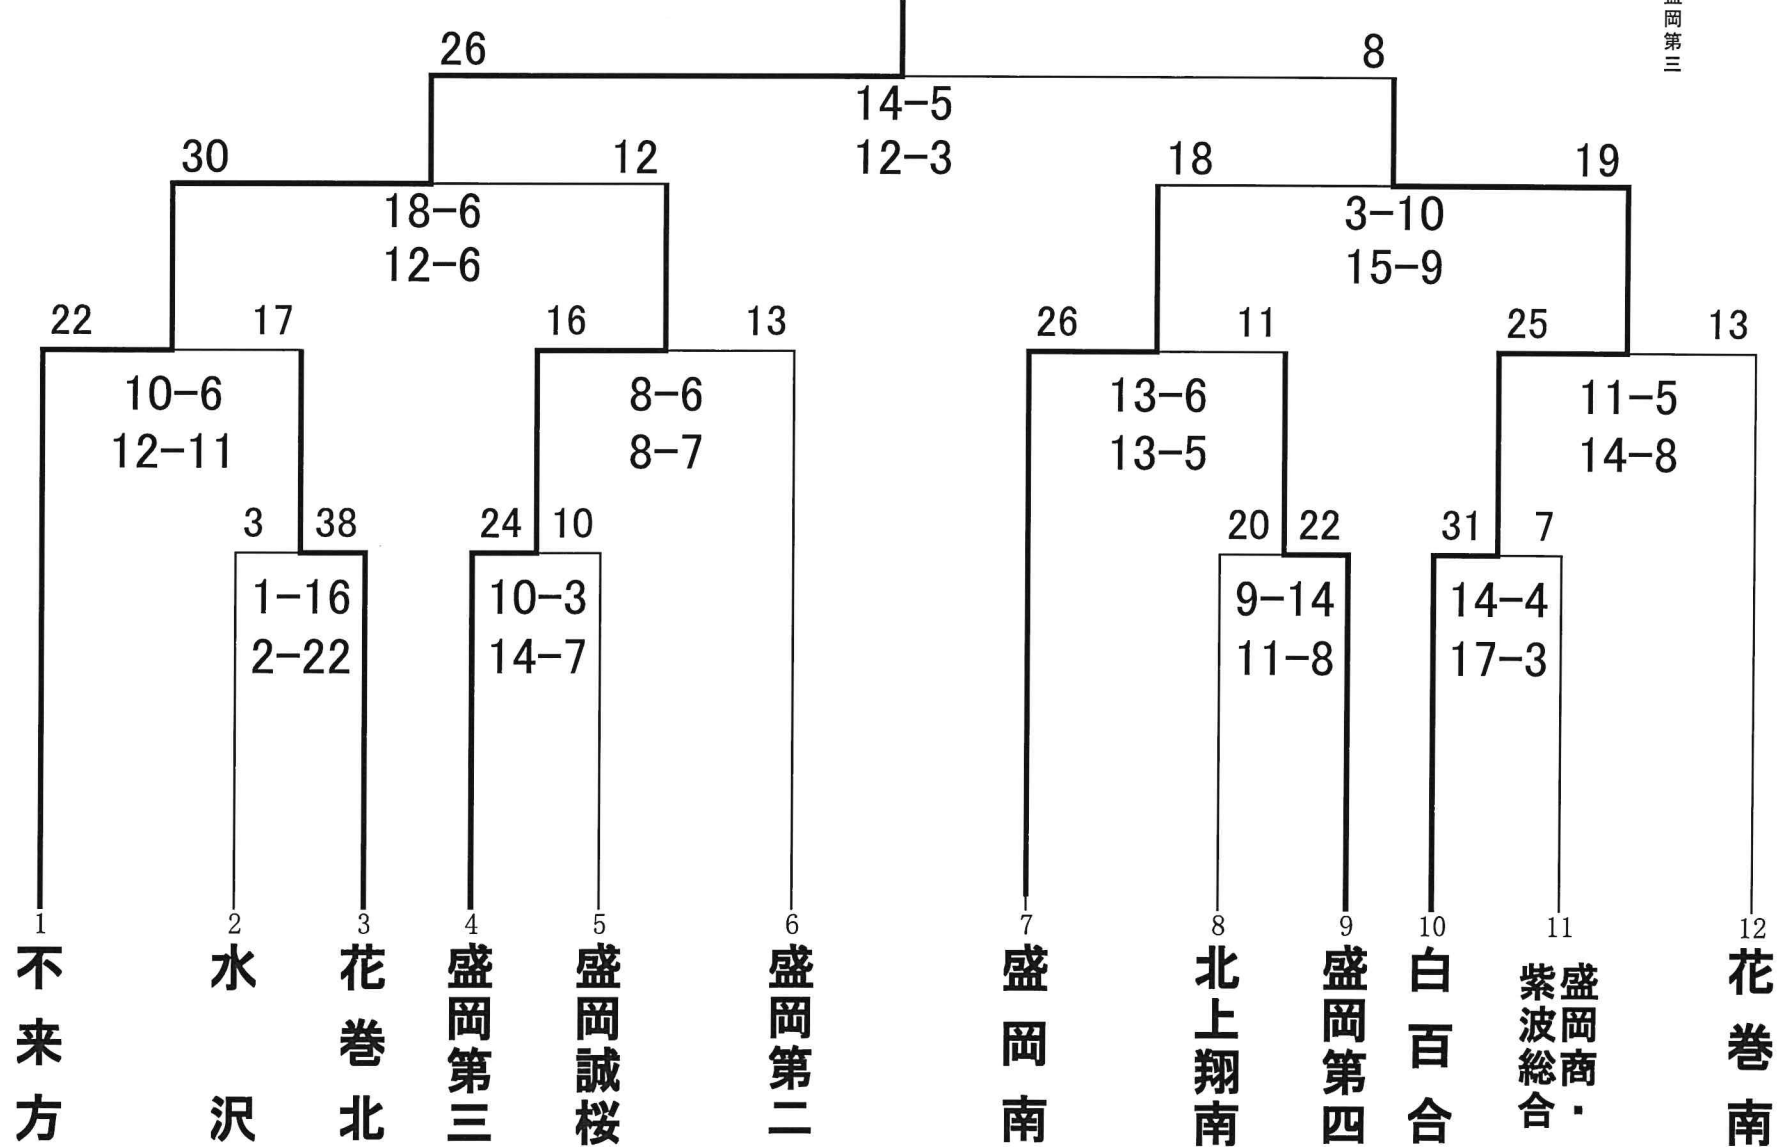 岡第三
26 8
14-5
12-3
30 12 18 19
18-6 3-10
12-6 15-9
22 17 16 13 26 11 25 13
10-6 8-6 13-6 11-5
12-11 8-7 13-5 14-8
3 38 24 10 20 22 31 7
1-16 10-3 9-14 14-4
2-22 14-7 11-8 17-3
1 2 3 4 5 6 7 8 9 10 11 12
不来方
水沢
花巻北
盛岡第三
盛岡誠桜
盛岡第二
盛岡南
北上翔南
盛岡第四
白百合
盛岡商・
紫波総合
花巻南